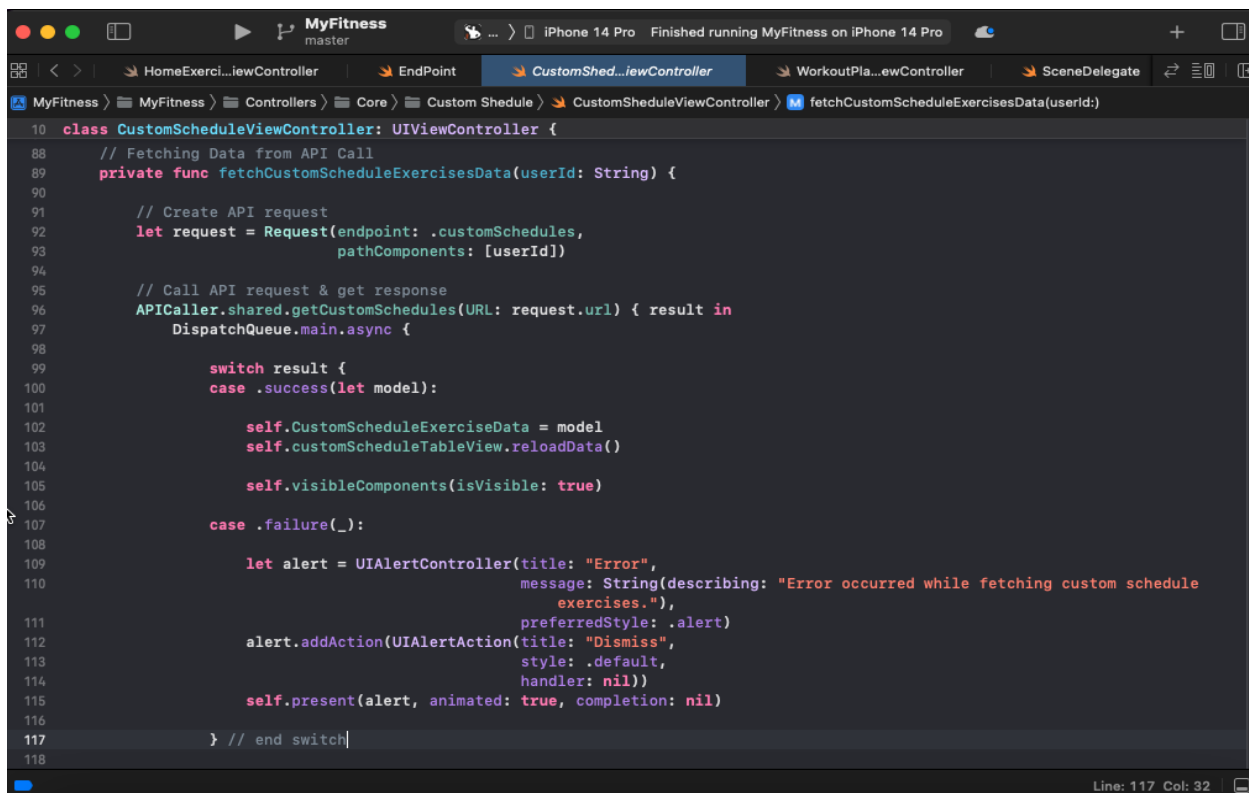 MyFitness
master
... 〉 iPhone 14 Pro Finished running MyFitness on iPhone 14 Pro
HomeExerci...iewController EndPoint CustomShed...iewController WorkoutPla...ewController SceneDelegate
MyFitness 〉 MyFitness 〉 Controllers 〉 Core 〉 Custom Shedule 〉 CustomSheduleViewController 〉 M fetchCustomScheduleExercisesData(userId:)
10 class CustomScheduleViewController: UIViewController {
88 // Fetching Data from API Call
89 private func fetchCustomScheduleExercisesData(userId: String) {
90
91 // Create API request
92 let request = Request(endpoint: .customSchedules,
93 pathComponents: [userId])
94
95 // Call API request & get response
96 APICaller.shared.getCustomSchedules(URL: request.url) { result in
97 DispatchQueue.main.async {
98
99 switch result {
100 case .success(let model):
101
102 self.CustomScheduleExerciseData = model
103 self.customScheduleTableView.reloadData()
104
105 self.visibleComponents(isVisible: true)
106
107 case .failure(_):
108
109 let alert = UIAlertController(title: "Error",
110 message: String(describing: "Error occurred while fetching custom schedule
exercises."),
111 preferredStyle: .alert)
112 alert.addAction(UIAlertAction(title: "Dismiss",
113 style: .default,
114 handler: nil))
115 self.present(alert, animated: true, completion: nil)
116
117 } // end switch
118
Line: 117 Col: 32